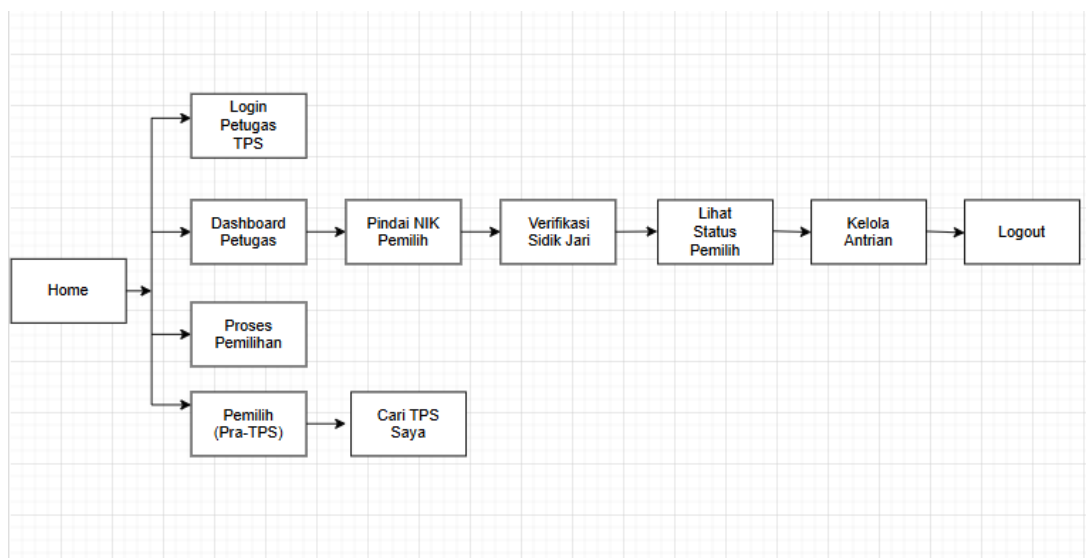 Login
Petugas
TPS
Dashboard
Petugas
Pindai NIK
Pemilih
Verifikasi
Sidik Jari
Lihat
Status
Pemilih
Kelola
Antrian
Logout
Home
Proses
Pemilihan
Pemilih
(Pra-TPS)
Cari TPS
Saya